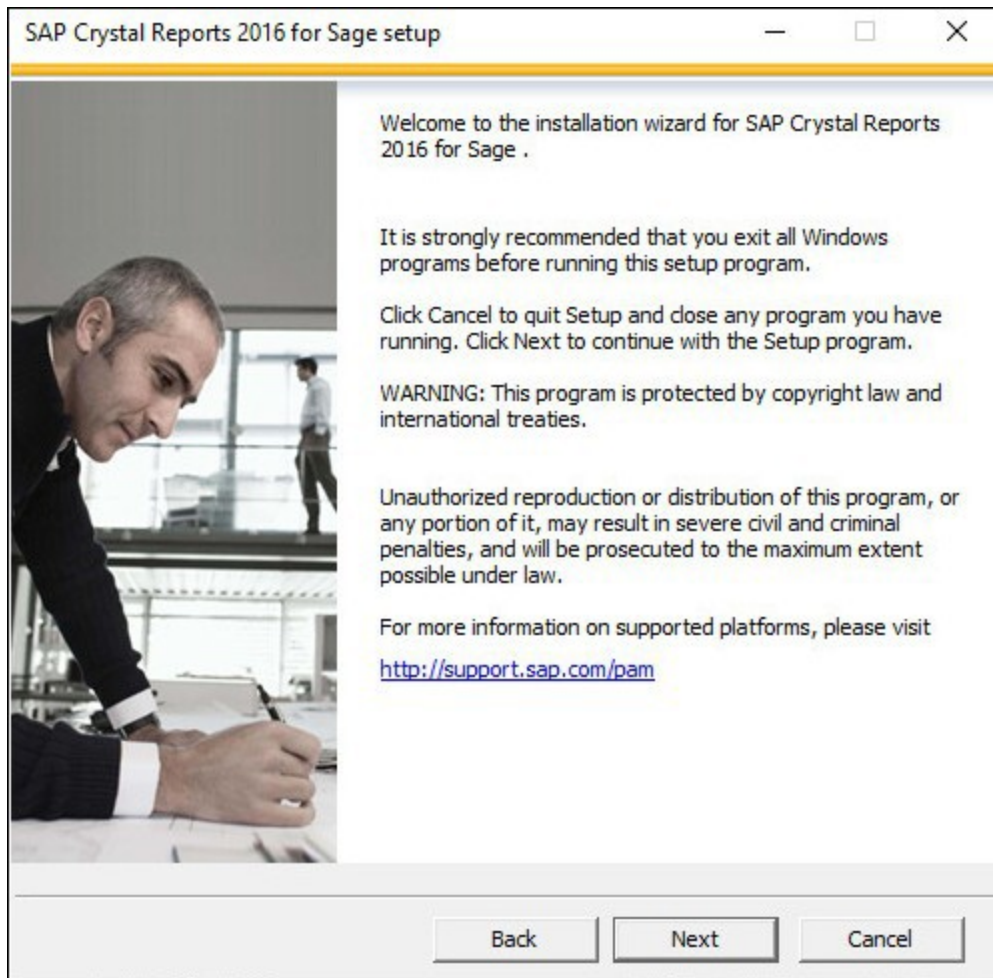 SAP Crystal Reports 2016 for Sage setup
Welcome to the installation wizard for SAP Crystal Reports
2016 for Sage .
It is strongly recommended that you exit all Windows
programs before running this setup program.
Click Cancel to quit Setup and close any program you have
running. Click Next to continue with the Setup program.
WARNING: This program is protected by copyright law and
international treaties.
Unauthorized reproduction or distribution of this program, or
any portion of it, may result in severe civil and criminal
penalties, and will be prosecuted to the maximum extent
possible under law.
For more information on supported platforms, please visit
http://support.sap.com/pam
Back Next Cancel